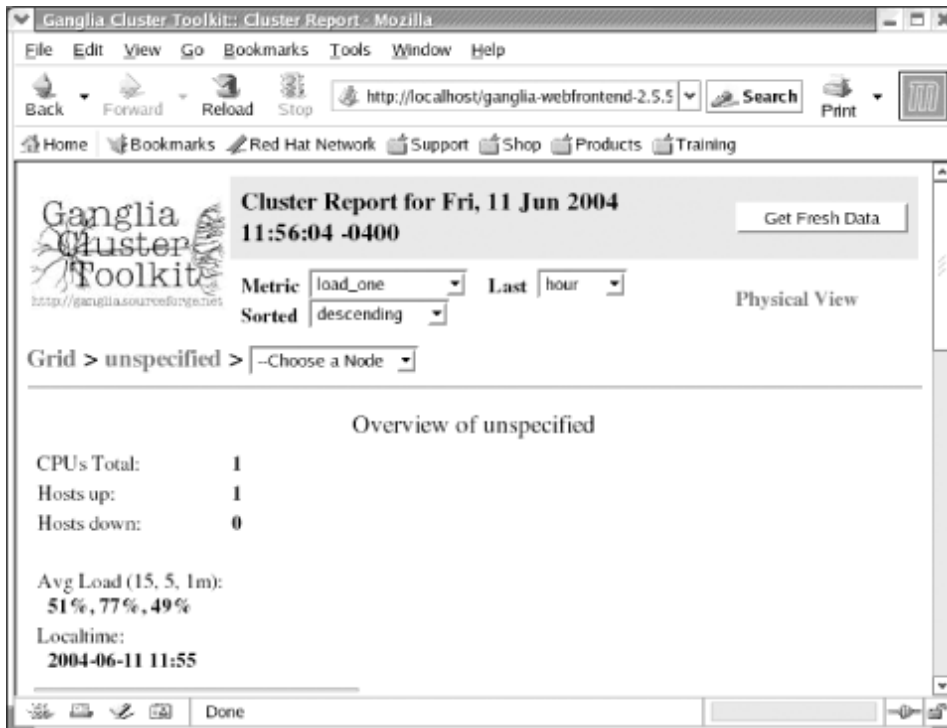 Ganglia Cluster Toolkit:: Cluster Report - Mozilla
File Edit View Go Bookmarks Tools Window Help
Back Forward Reload Stop http://localhost/ganglia-webfrontend-2.5.5 Search Print
Home Bookmarks Red Hat Network Support Shop Products Training
Ganglia
Cluster
Toolkit
http://ganglia.sourceforge.net
Cluster Report for Fri, 11 Jun 2004
11:56:04 -0400
Get Fresh Data
Metric load_one Last hour
Sorted descending
Physical View
Grid > unspecified > --Choose a Node
Overview of unspecified
CPUs Total: 1
Hosts up: 1
Hosts down: 0
Avg Load (15, 5, 1m):
51%, 77%, 49%
Localtime:
2004-06-11 11:55
Done